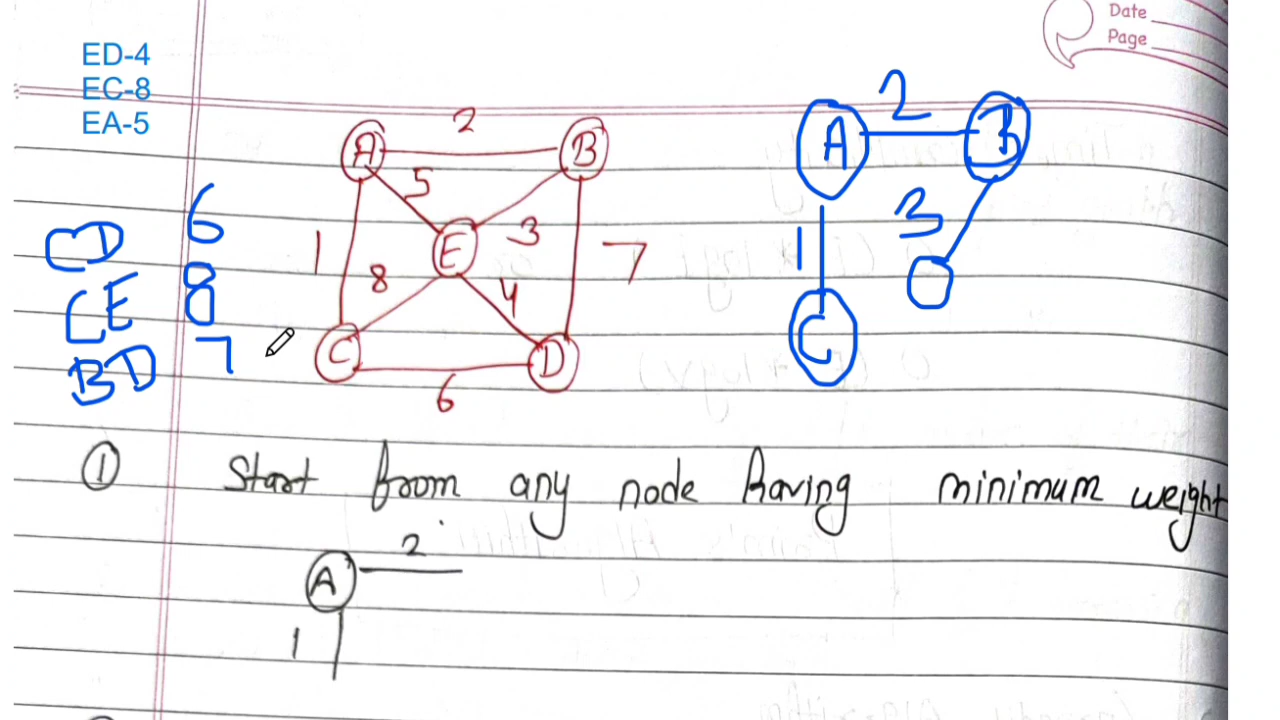 Date
Page
ED-4
EC-8
EA-5
2
A
B
5
3
E
1
7
8
4
C
D
6
2
A
B
3
1
C
CD 6
CE 8
BD 7
① Start from any node having minimum weight
A 2
1